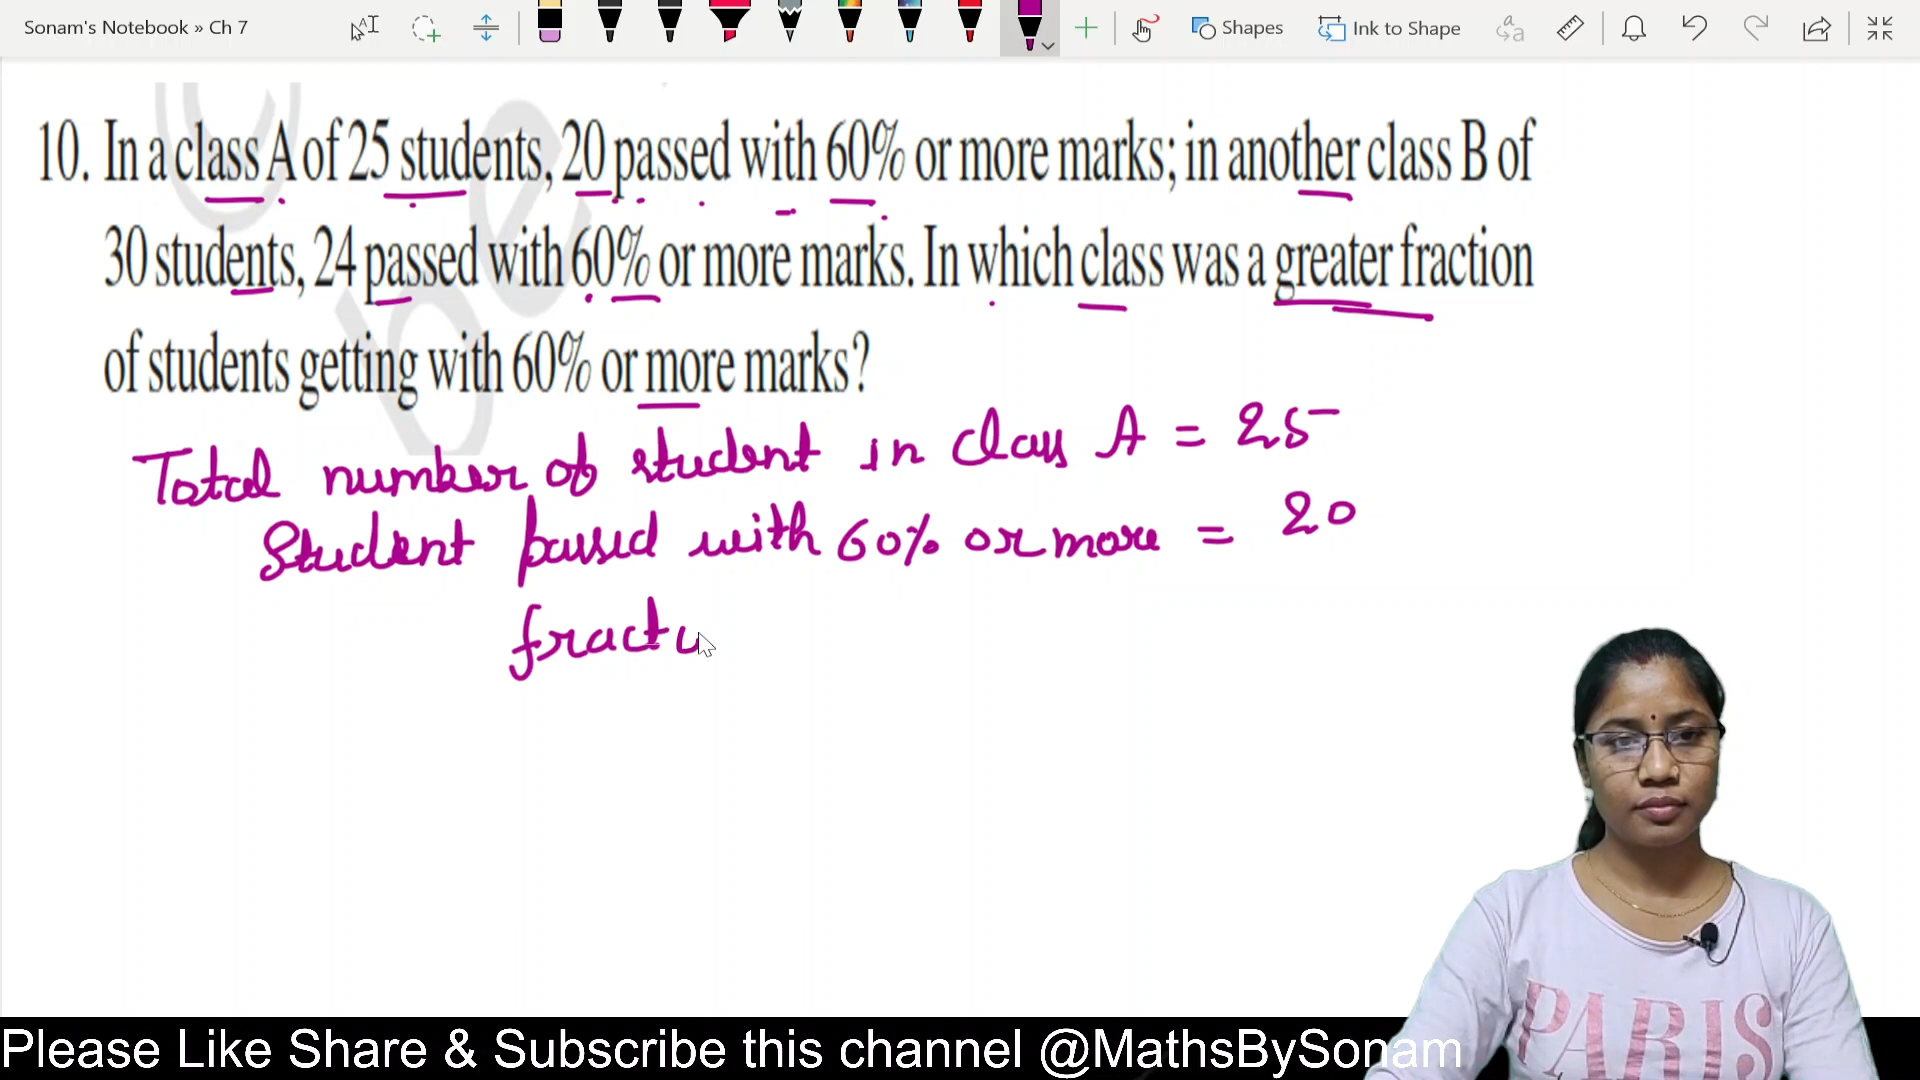 Sonam's Notebook » Ch 7
Shapes
Ink to Shape
10. In a class A of 25 students, 20 passed with 60% or more marks; in another class B of
30 students, 24 passed with 60% or more marks. In which class was a greater fraction
of students getting with 60% or more marks?
Total number of student in class A = 25
Student passed with 60% or more = 20
fracti
PARIS
Please Like Share & Subscribe this channel @MathsBySonam